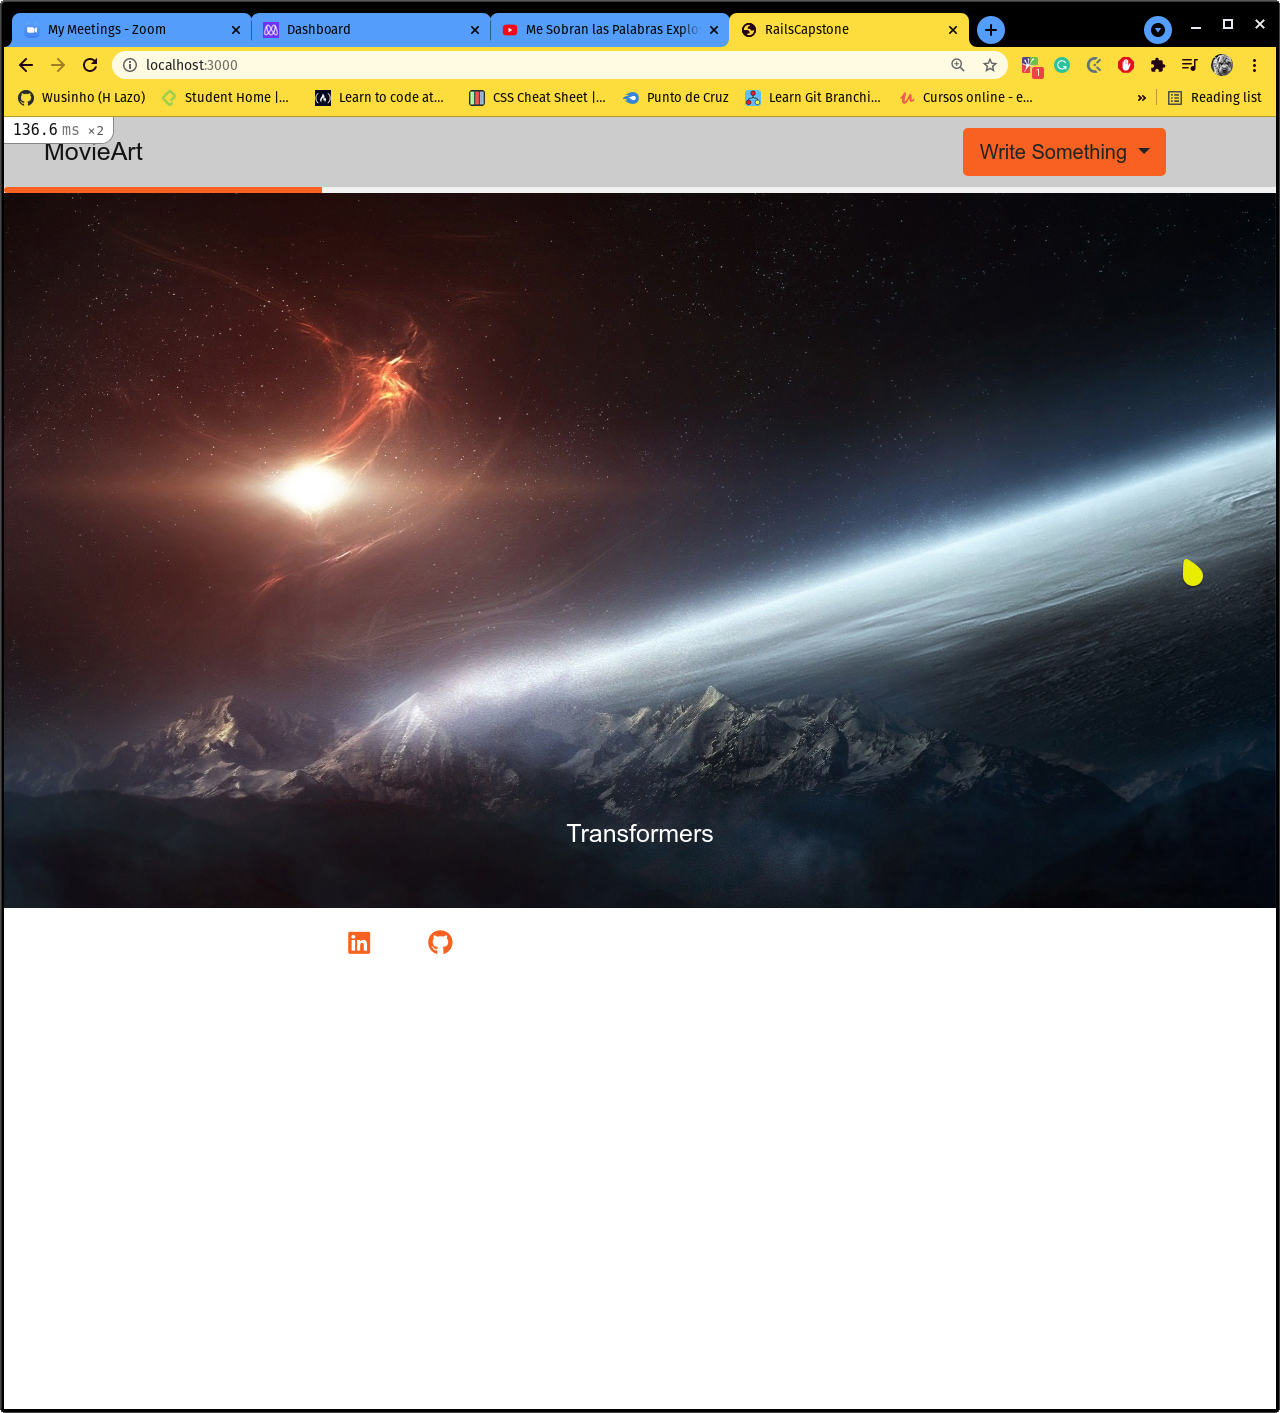 My Meetings - Zoom
Dashboard
Me Sobran las Palabras Explo
RailsCapstone
localhost:3000
1
Wusinho (H Lazo)
Student Home |...
Learn to code at...
CSS Cheat Sheet |...
Punto de Cruz
Learn Git Branchi...
Cursos online - e...
»
Reading list
136.6 ms ×2
MovieArt
Write Something
Transformers